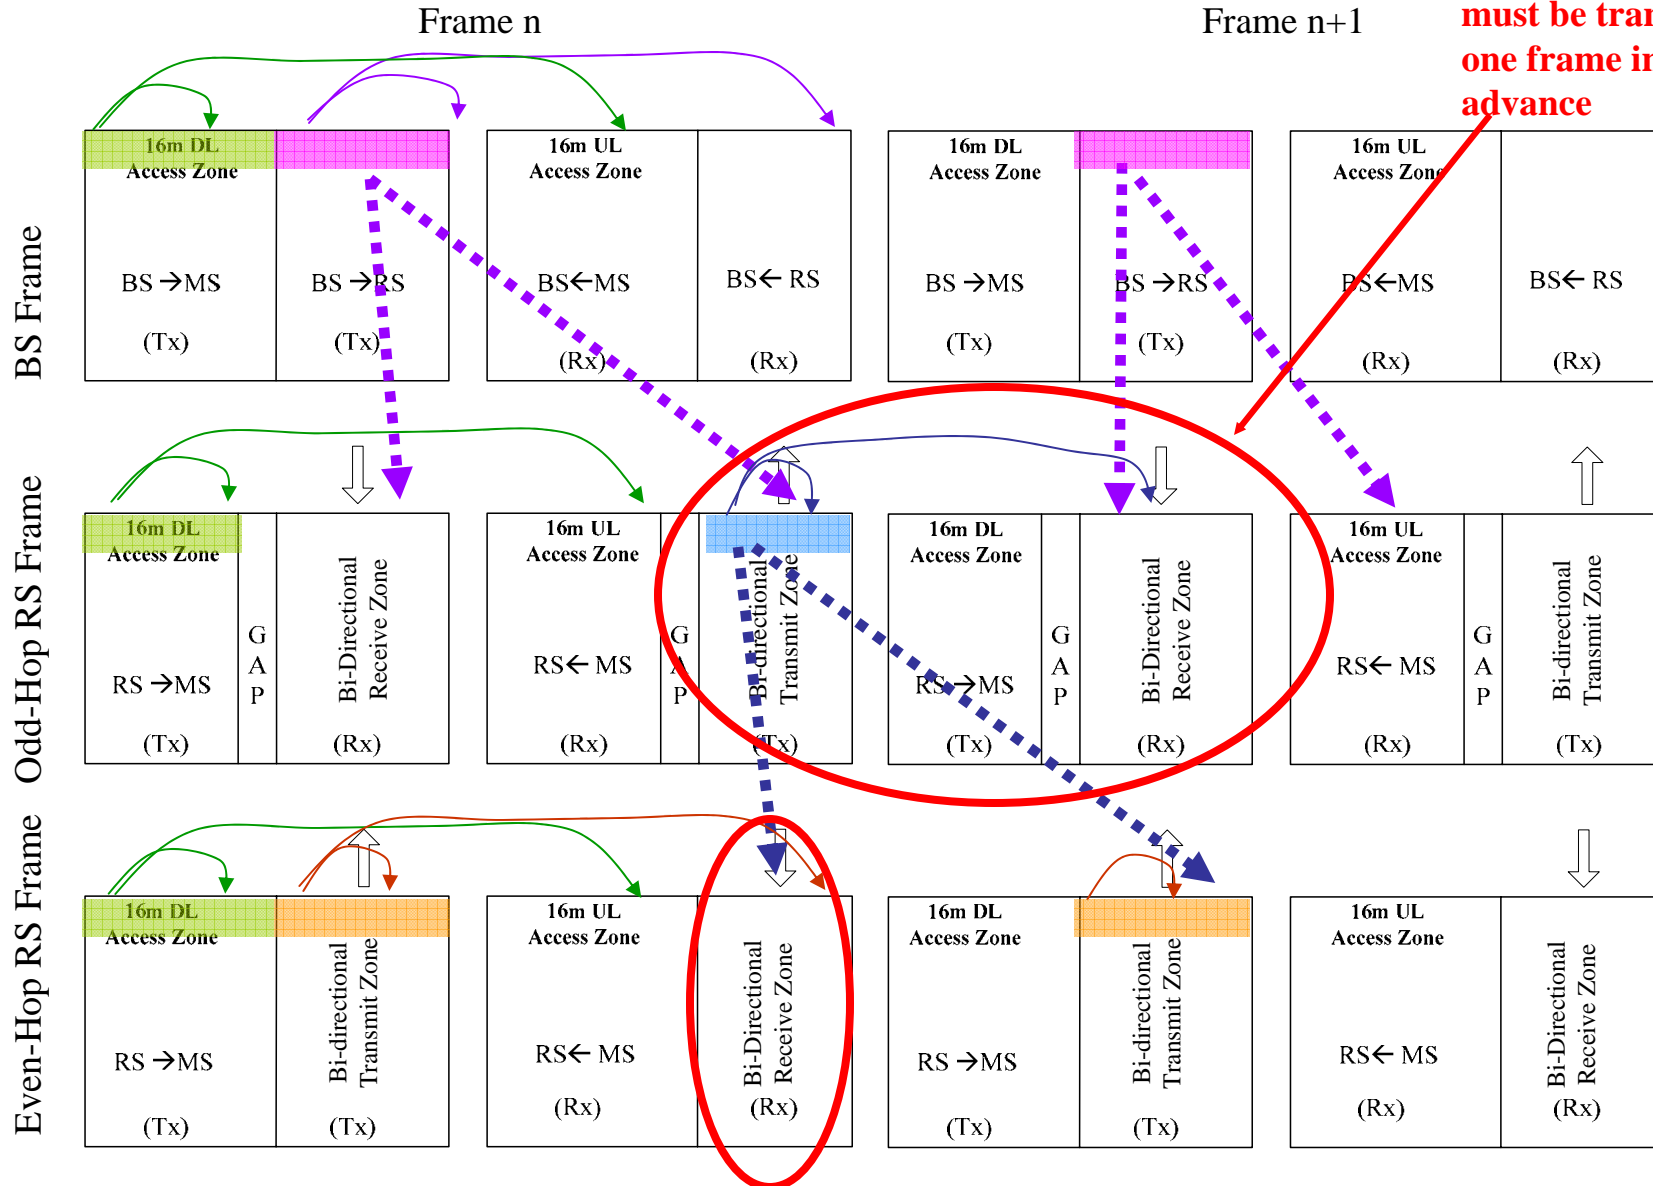 Frame n
Frame n+1
must be
one frame
advance
BS Frame
16m DL
Access Zone
BS →MS
(Tx)
BS →RS
(Tx)
16m UL
Access Zone
BS← MS
(Rx)
BS← RS
(Rx)
16m DL
Access Zone
BS →MS
(Tx)
BS →RS
(Tx)
16m UL
Access Zone
BS← MS
(Rx)
BS← RS
(Rx)
Odd-Hop RS Frame
16m DL
Access Zone
RS →MS
(Tx)
G
A
P
Bi-Directional
Receive Zone
(Rx)
16m UL
Access Zone
RS← MS
(Rx)
G
A
P
Bi-directional
Transmit Zone
(Tx)
16m DL
Access Zone
RS →MS
(Tx)
G
A
P
Bi-Directional
Receive Zone
(Rx)
16m UL
Access Zone
RS← MS
(Rx)
G
A
P
Bi-directional
Transmit Zone
(Tx)
Even-Hop RS Frame
16m DL
Access Zone
RS →MS
(Tx)
Bi-directional
Transmit Zone
(Tx)
16m UL
Access Zone
RS← MS
(Rx)
Bi-Directional
Receive Zone
(Rx)
16m DL
Access Zone
RS →MS
(Tx)
Bi-directional
Transmit Zone
(Tx)
16m UL
Access Zone
RS← MS
(Rx)
Bi-Directional
Receive Zone
(Rx)